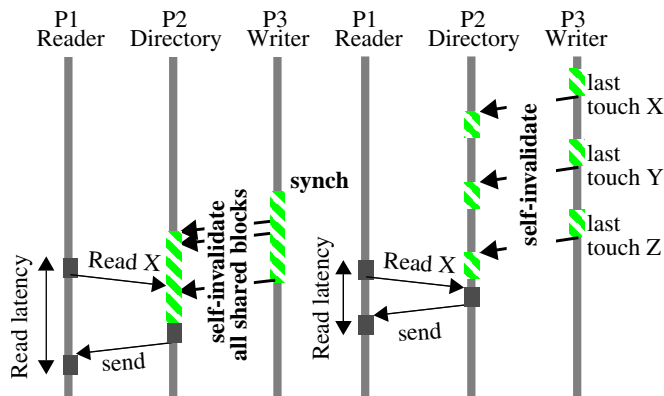 P1 P2 P3 P1 P2 P3
Reader Directory Writer Reader Directory Writer
last
touch X
self-invalidate
last
touch Y
synch
self-invalidate
all shared blocks
last
touch Z
Read X
Read latency
send
Read X
Read latency
send